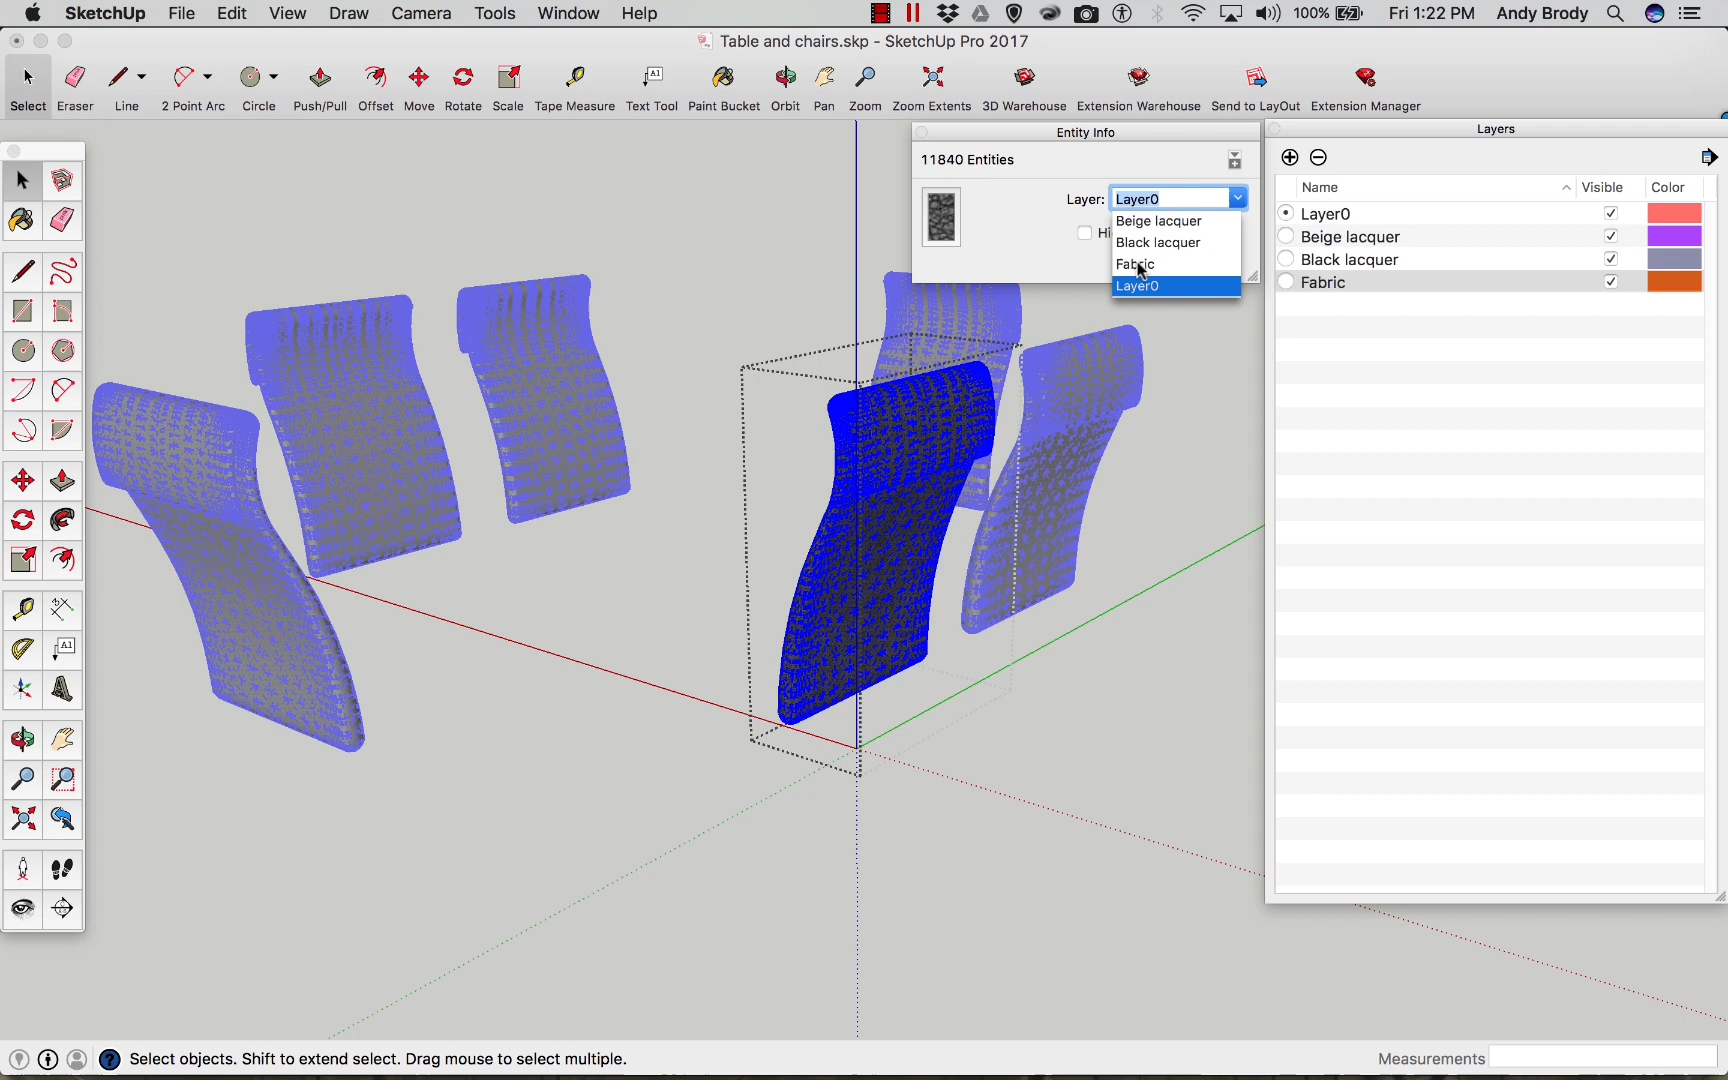 SketchUp File Edit View Draw Camera Tools Window Help 100% Fri 1:22 PM Andy Brody
Table and chairs.skp - SketchUp Pro 2017
Select Eraser Line 2 Point Arc Circle Push/Pull Offset Move Rotate Scale Tape Measure Text Tool Paint Bucket Orbit Pan Zoom Zoom Extents 3D Warehouse Extension Warehouse Send to LayOut Extension Manager
Entity Info
11840 Entities
Layer: Layer0
Beige lacquer
Black lacquer
Fabric
Layer0
Layers
Name Visible Color
Layer0
Beige lacquer
Black lacquer
Fabric
Select objects. Shift to extend select. Drag mouse to select multiple.
Measurements